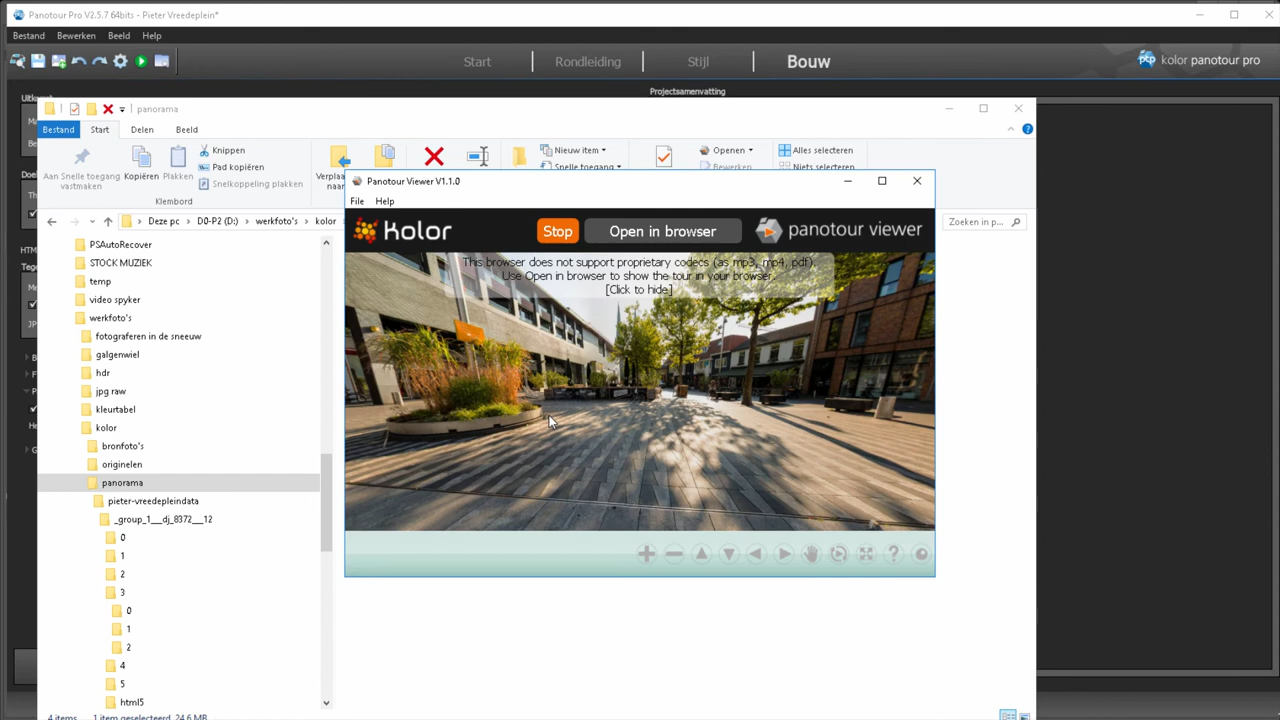 Panotour Pro V2.5.7 64bits - Pieter Vreedeplein*
Bestand Bewerken Beeld Help
Start Rondleiding Stijl Bouw
kolor panotour pro
Projectsamenvatting
panorama
Bestand Start Delen Beeld
Aan Snelle toegang vastmaken
Kopiëren
Plakken
Knippen
Pad kopiëren
Snelkoppeling plakken
Klembord
Nieuw item
Snelle toegang
Openen
Bewerken
Alles selecteren
Niets selecteren
Deze pc D0-P2 (D:) werkfoto's kolor
Zoeken in p...
PSAutoRecover
STOCK MUZIEK
temp
video spyker
werkfoto's
fotograferen in de sneeuw
galgenwiel
hdr
jpg raw
kleurtabel
kolor
bronfoto's
originelen
panorama
pieter-vreedepleindata
_group_1___dj_8372__12
0
1
2
3
0
1
2
4
5
html5
4 items 1 item geselecteerd 24,6 MB
Panotour Viewer V1.1.0
File Help
kolor
Stop
Open in browser
panotour viewer
This browser does not support proprietary codecs (as mp3, mp4, pdf).
Use Open in browser to show the tour in your browser.
[Click to hide]